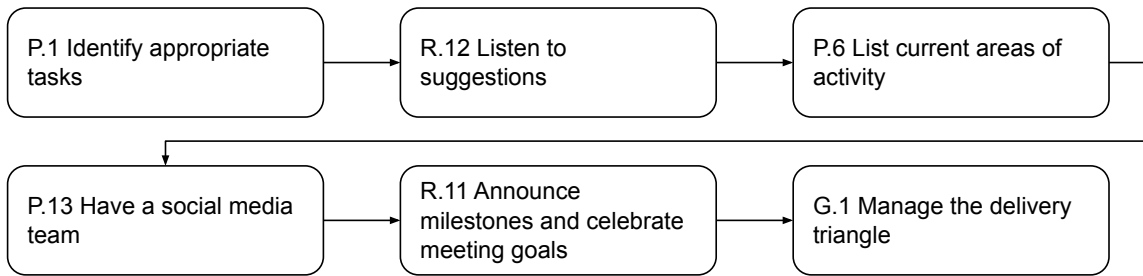 P.1 Identify appropriate
tasks
R.12 Listen to
suggestions
P.6 List current areas of
activity
P.13 Have a social media
team
R.11 Announce
milestones and celebrate
meeting goals
G.1 Manage the delivery
triangle